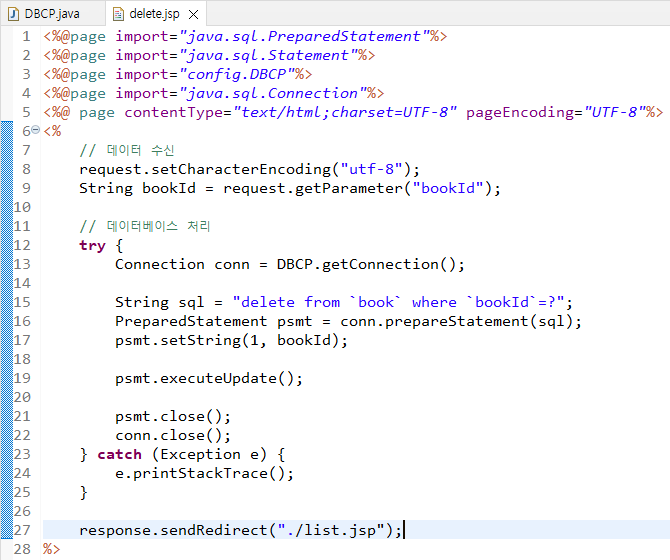 DBCP.java delete.jsp
1 <%@page import="java.sql.PreparedStatement"%>
2 <%@page import="java.sql.Statement"%>
3 <%@page import="config.DBCP"%>
4 <%@page import="java.sql.Connection"%>
5 <%@ page contentType="text/html;charset=UTF-8" pageEncoding="UTF-8"%>
6 <%
7     // 데이터 수신
8     request.setCharacterEncoding("utf-8");
9     String bookId = request.getParameter("bookId");
10
11     // 데이터베이스 처리
12     try {
13         Connection conn = DBCP.getConnection();
14
15         String sql = "delete from `book` where `bookId`=?";
16         PreparedStatement psmt = conn.prepareStatement(sql);
17         psmt.setString(1, bookId);
18
19         psmt.executeUpdate();
20
21         psmt.close();
22         conn.close();
23     } catch (Exception e) {
24         e.printStackTrace();
25     }
26
27     response.sendRedirect("./list.jsp");
28 %>